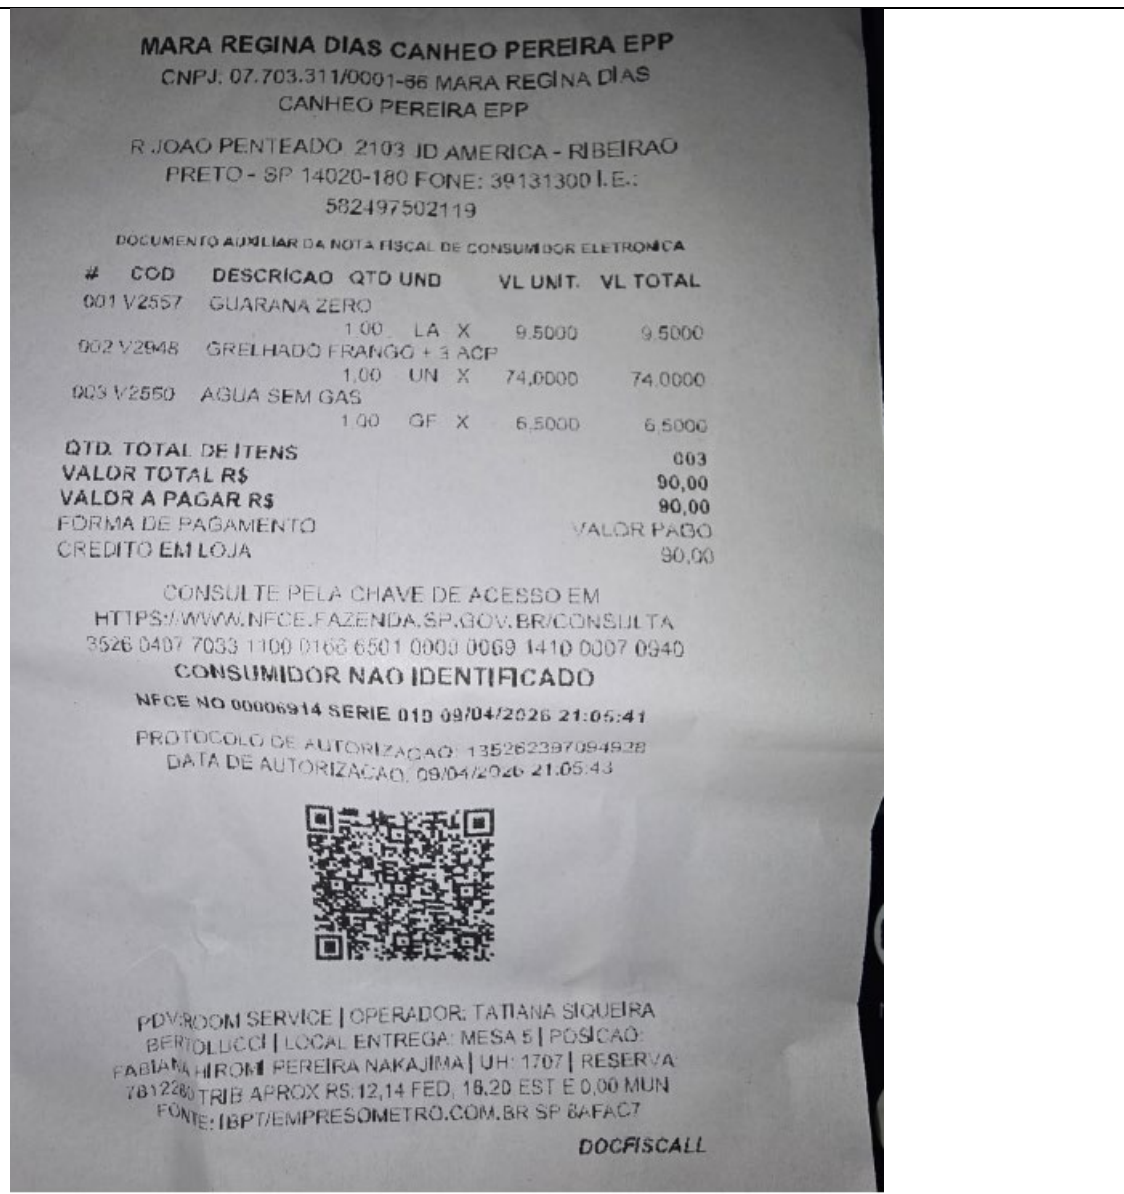 MARA REGINA DIAS CANHEO PEREIRA EPP
CNPJ: 07.703.311/0001-66 MARA REGINA DIAS
CANHEO PEREIRA EPP
R JOAO PENTEADO, 2103 JD AMERICA - RIBEIRAO
PRETO - SP 14020-180 FONE: 39131300 I.E.:
582497502119
DOCUMENTO AUXILIAR DA NOTA FISCAL DE CONSUMIDOR ELETRONICA
# COD DESCRICAO QTD UND VL UNIT. VL TOTAL
001 V2557 GUARANA ZERO
1,00 LA X 9,5000 9,5000
002 V2948 GRELHADO FRANGO + 3 ACP
1,00 UN X 74,0000 74,0000
003 V2550 AGUA SEM GAS
1,00 GF X 6,5000 6,5000
QTD. TOTAL DE ITENS 003
VALOR TOTAL R$ 90,00
VALOR A PAGAR R$ 90,00
FORMA DE PAGAMENTO VALOR PAGO
CREDITO EM LOJA 90,00
CONSULTE PELA CHAVE DE ACESSO EM
HTTPS://WWW.NFCE.FAZENDA.SP.GOV.BR/CONSULTA
3526 0407 7033 1100 0166 6501 0000 0069 1410 0007 0940
CONSUMIDOR NAO IDENTIFICADO
NFCE NO 00006914 SERIE 010 09/04/2026 21:05:41
PROTOCOLO DE AUTORIZACAO: 135262397094928
DATA DE AUTORIZACAO: 09/04/2026 21:05:43
PDV:ROOM SERVICE | OPERADOR: TATIANA SIQUEIRA
BERTOLUCCI | LOCAL ENTREGA: MESA 5 | POSICAO:
FABIANA HIROMI PEREIRA NAKAJIMA | UH: 1707 | RESERVA:
TRIB APROX R$:12,14 FED, 16,20 EST E 0,00 MUN
FONTE: IBPT/EMPRESOMETRO.COM.BR SP 8AFAC7
DOCFISCALL